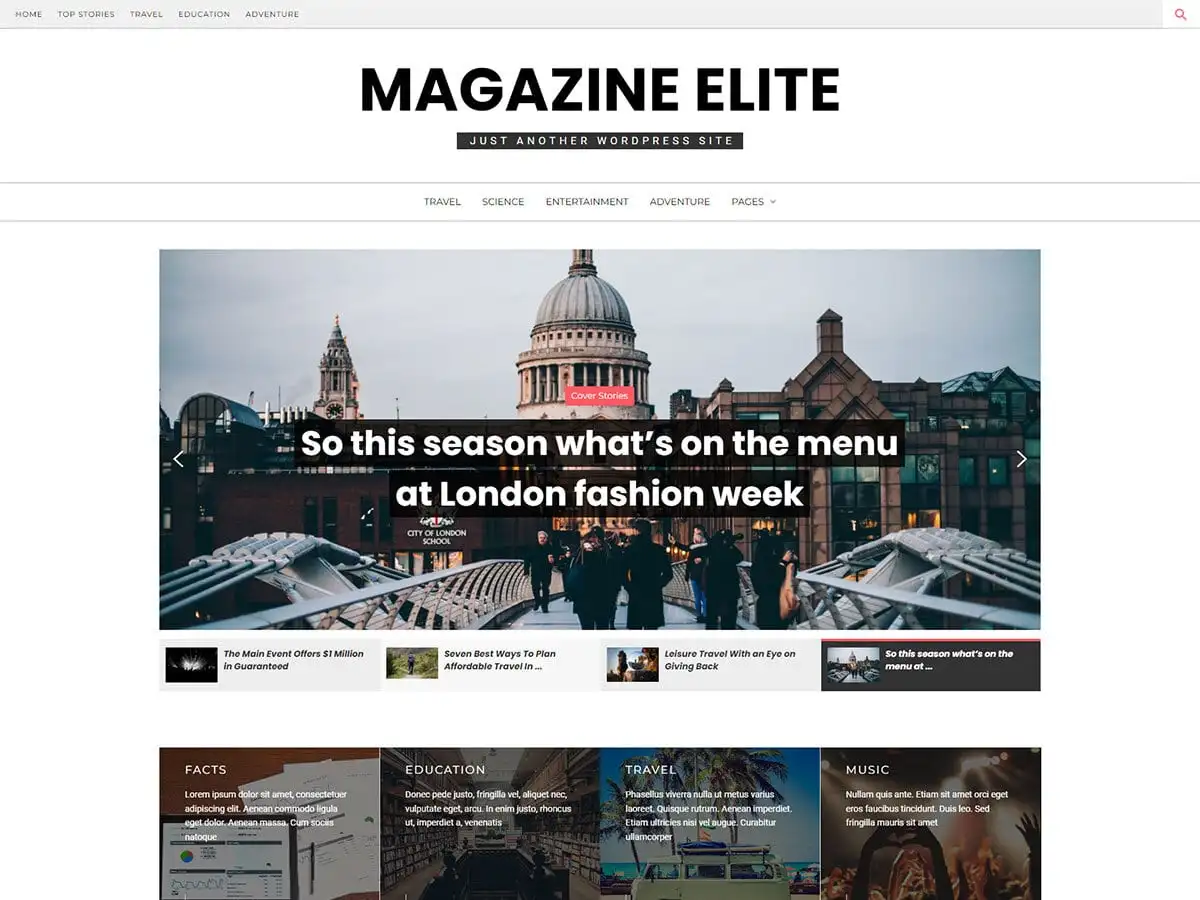 HOME TOP STORIES TRAVEL EDUCATION ADVENTURE
MAGAZINE ELITE
JUST ANOTHER WORDPRESS SITE
TRAVEL SCIENCE ENTERTAINMENT ADVENTURE PAGES
Cover Stories
So this season what’s on the menu
at London fashion week
CITY OF LONDON
SCHOOL
The Main Event Offers $1 Million
in Guaranteed
Seven Best Ways To Plan
Affordable Travel In ...
Leisure Travel With an Eye on
Giving Back
So this season what’s on the
menu at ...
FACTS
Lorem ipsum dolor sit amet, consectetuer
adipiscing elit. Aenean commodo ligula
eget dolor. Aenean massa. Cum sociis
natoque
EDUCATION
Donec pede justo, fringilla vel, aliquet nec,
vulputate eget, arcu. In enim justo, rhoncus
ut, imperdiet a, venenatis
TRAVEL
Phasellus viverra nulla ut metus varius
laoreet. Quisque rutrum. Aenean imperdiet.
Etiam ultricies nisi vel augue. Curabitur
ullamcorper
MUSIC
Nullam quis ante. Etiam sit amet orci eget
eros faucibus tincidunt. Duis leo. Sed
fringilla mauris sit amet